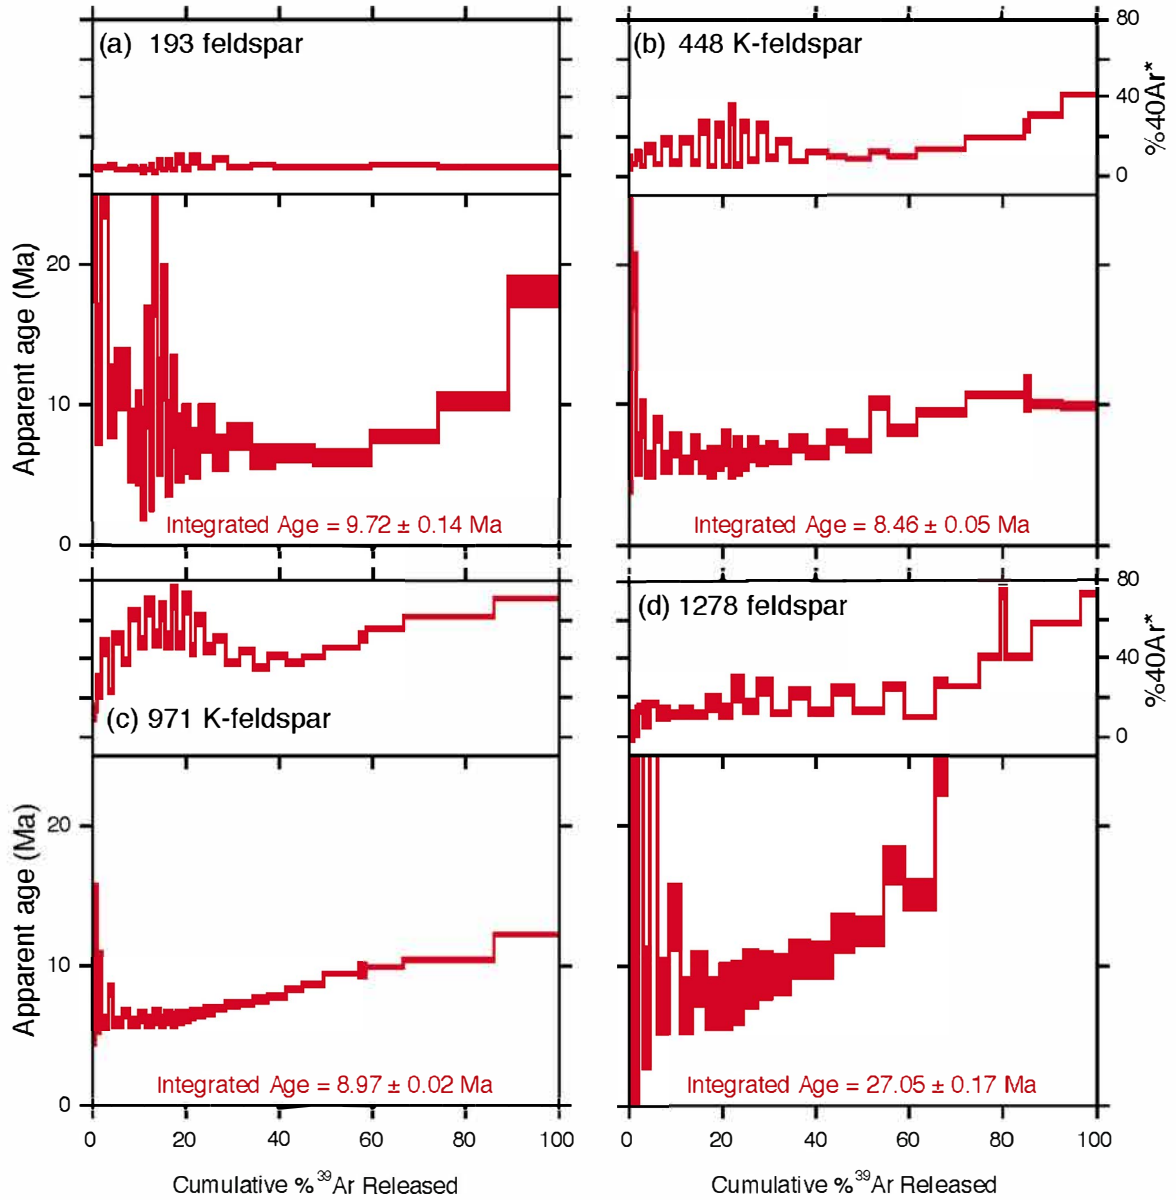 (a) 193 feldspar
(b) 448 K-feldspar
80
40
0
%40Ar*
Apparent age (Ma)
20
10
0
Integrated Age = 9.72 ± 0.14 Ma
Integrated Age = 8.46 ± 0.05 Ma
(c) 971 K-feldspar
(d) 1278 feldspar
80
40
0
%40Ar*
Apparent age (Ma)
20
10
0
Integrated Age = 8.97 ± 0.02 Ma
Integrated Age = 27.05 ± 0.17 Ma
0 20 40 60 80 100
0 20 40 60 80 100
Cumulative %³⁹Ar Released
Cumulative %³⁹Ar Released